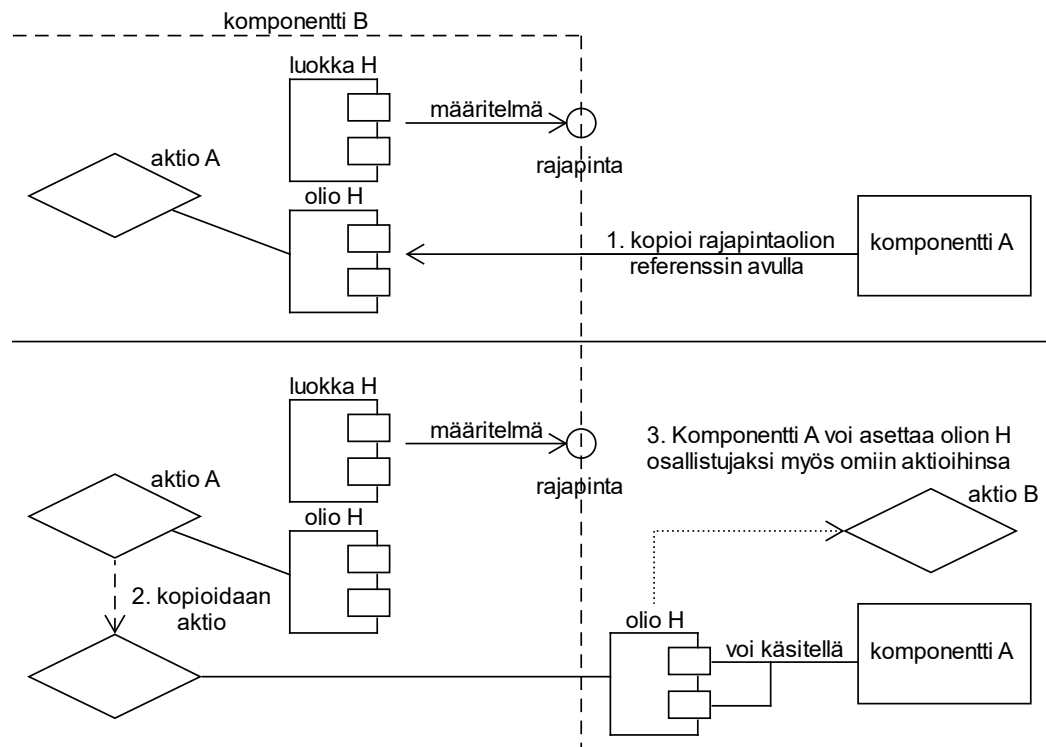 komponentti B
luokka H
määritelmä
rajapinta
aktio A
olio H
1. kopioi rajapintaolion
referenssin avulla
komponentti A
luokka H
määritelmä
rajapinta
3. Komponentti A voi asettaa olion H
osallistujaksi myös omiin aktioihinsa
aktio A
aktio B
olio H
2. kopioidaan
aktio
olio H
voi käsitellä
komponentti A